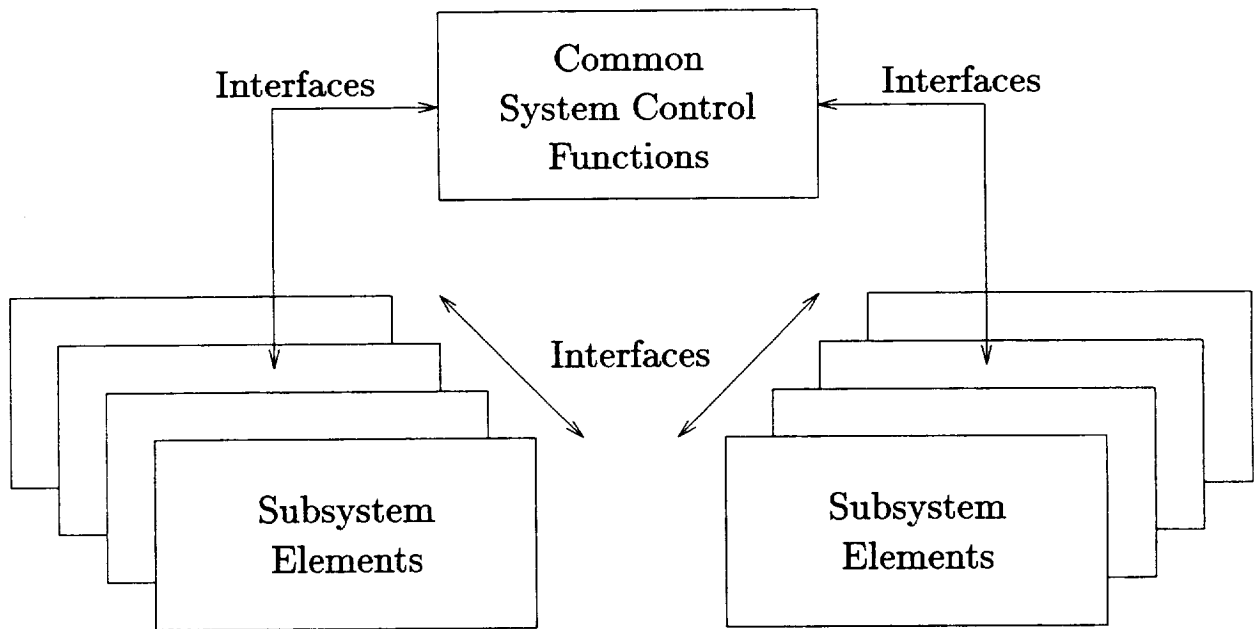 Common
System Control
Functions
Interfaces
Interfaces
Interfaces
Subsystem
Elements
Subsystem
Elements